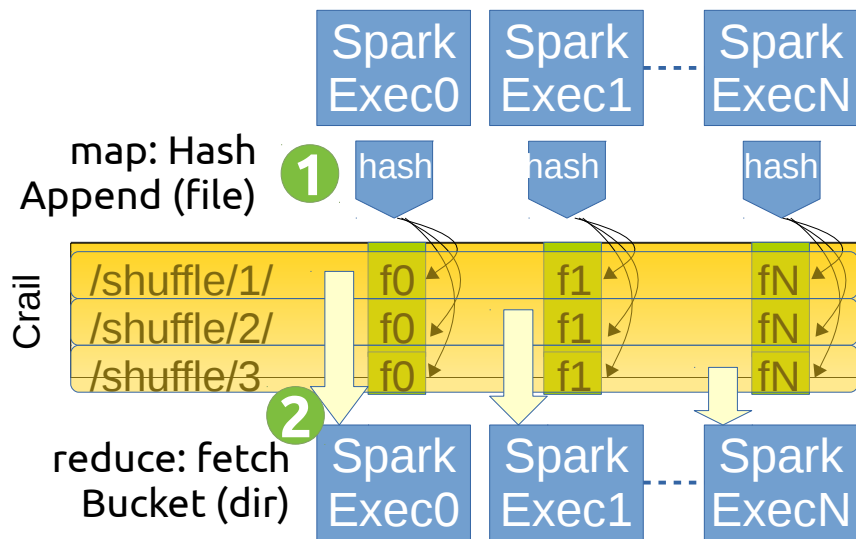 Spark
Exec0
Spark
Exec1
Spark
ExecN
map: Hash
Append (file)
1
hash
hash
hash
Crail
/shuffle/1/ f0 f1 fN
/shuffle/2/ f0 f1 fN
/shuffle/3 f0 f1 fN
2
reduce: fetch
Bucket (dir)
Spark
Exec0
Spark
Exec1
Spark
ExecN